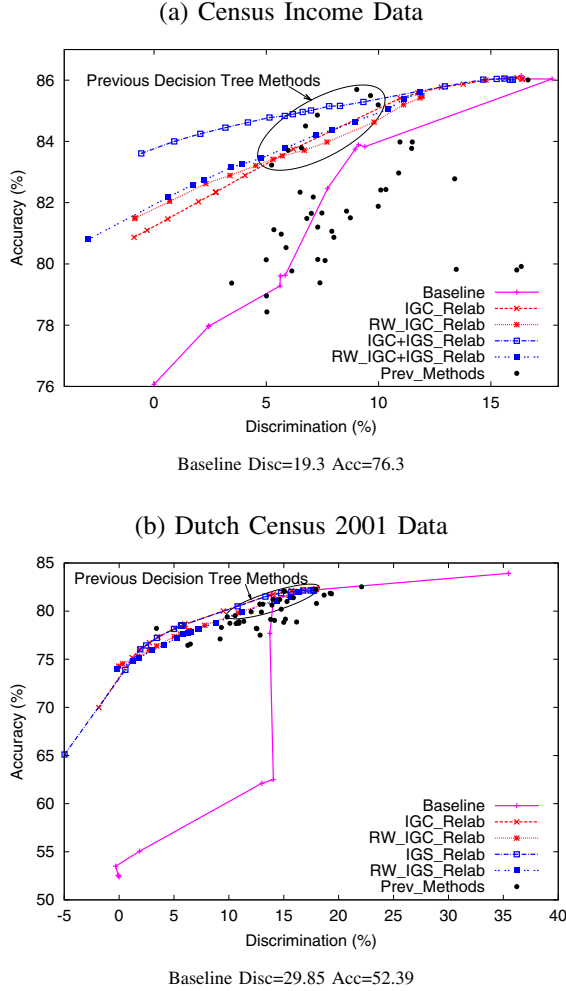 (a) Census Income Data
86
84
82
80
78
76
Accuracy (%)
Previous Decision Tree Methods
Baseline
IGC_Relab
RW_IGC_Relab
IGC+IGS_Relab
RW_IGC+IGS_Relab
Prev_Methods
0 5 10 15
Discrimination (%)
Baseline Disc=19.3 Acc=76.3
(b) Dutch Census 2001 Data
85
80
75
70
65
60
55
50
Accuracy (%)
Previous Decision Tree Methods
Baseline
IGC_Relab
RW_IGC_Relab
IGS_Relab
RW_IGS_Relab
Prev_Methods
-5 0 5 10 15 20 25 30 35 40
Discrimination (%)
Baseline Disc=29.85 Acc=52.39